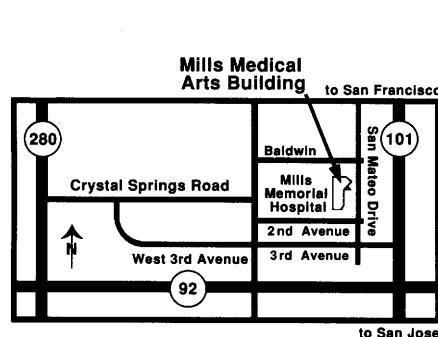 Mills Medical
Arts Building
to San Francisco
280
101
Baldwin
San Mateo Drive
Crystal Springs Road
Mills
Memorial
Hospital
2nd Avenue
N
West 3rd Avenue
3rd Avenue
92
to San Jose